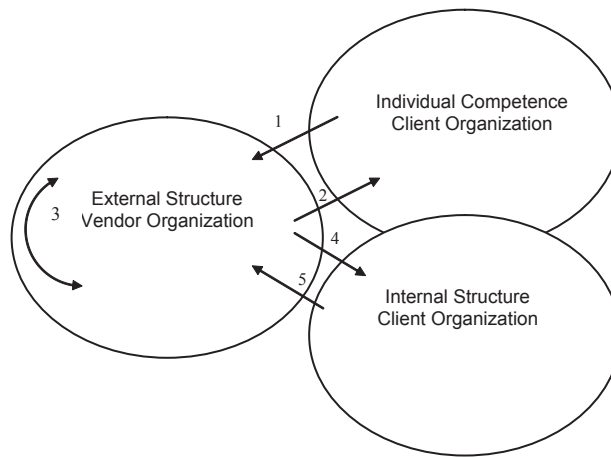 Individual Competence
Client Organization
1
External Structure
Vendor Organization
2
3
4
5
Internal Structure
Client Organization